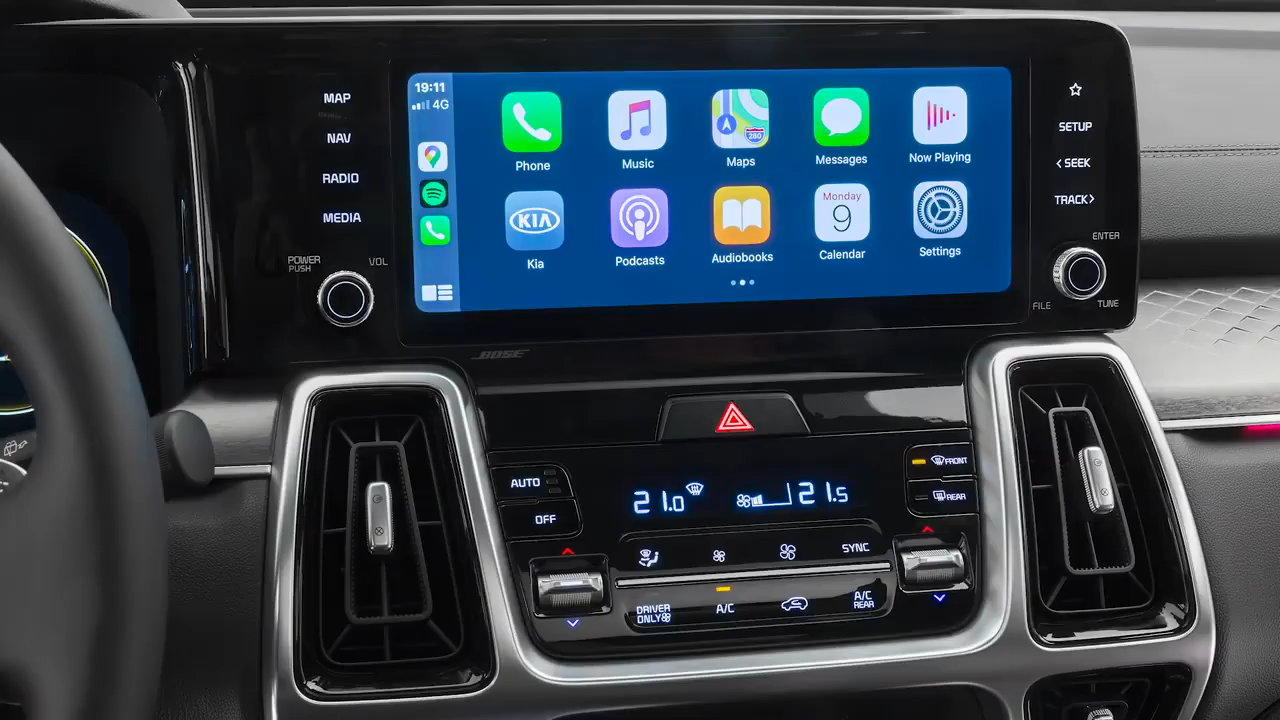 MAP
NAV
RADIO
MEDIA
POWER
PUSH
VOL
19:11
4G
Phone
Music
280
Maps
Messages
Now Playing
KIA
Kia
Podcasts
Audiobooks
Monday
9
Calendar
Settings
SETUP
< SEEK
TRACK >
ENTER
FILE
TUNE
BOSE
AUTO
OFF
21.0
21.5
FRONT
REAR
SYNC
DRIVER
ONLY
A/C
A/C
REAR